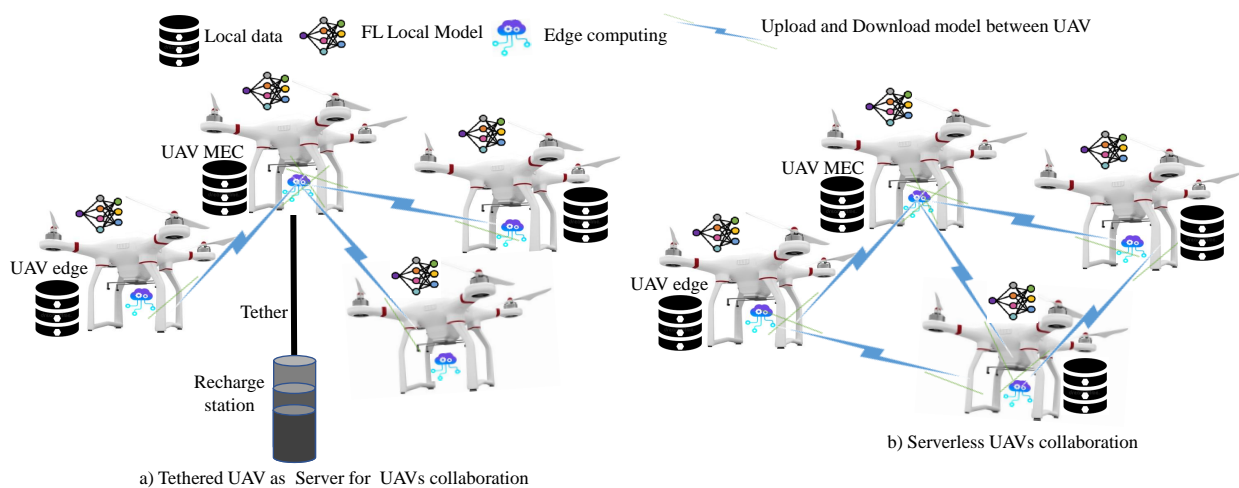 Local data
FL Local Model
Edge computing
Upload and Download model between UAV
UAV MEC
UAV edge
Tether
Recharge
station
a) Tethered UAV as Server for UAVs collaboration
UAV MEC
UAV edge
b) Serverless UAVs collaboration